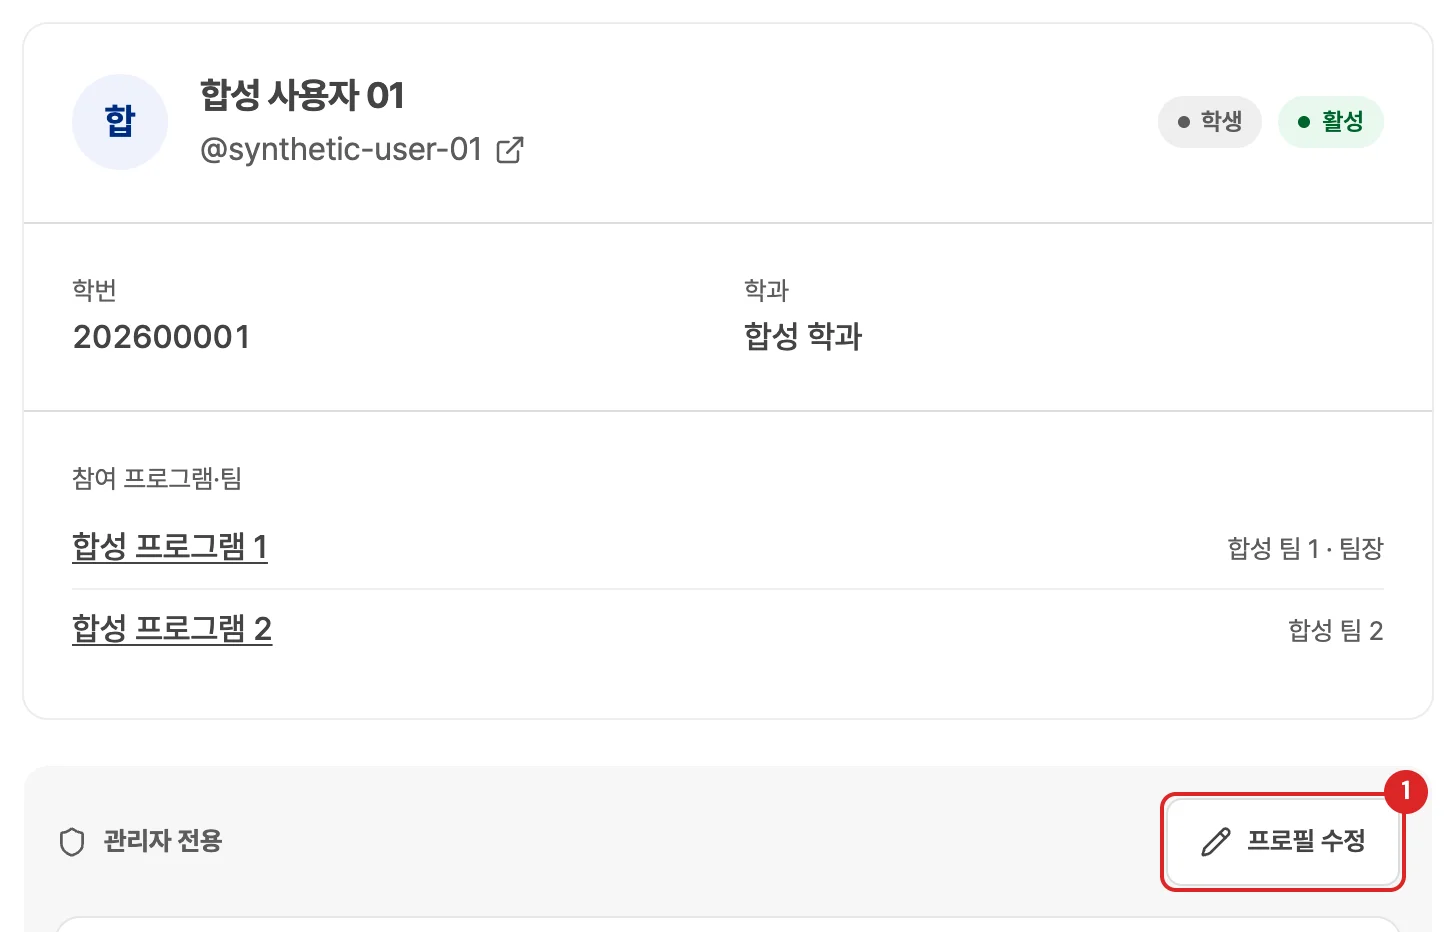 합
합성 사용자 01
@synthetic-user-01
학생
활성
학번
202600001
학과
합성 학과
참여 프로그램·팀
합성 프로그램 1
합성 팀 1 · 팀장
합성 프로그램 2
합성 팀 2
관리자 전용
프로필 수정
1